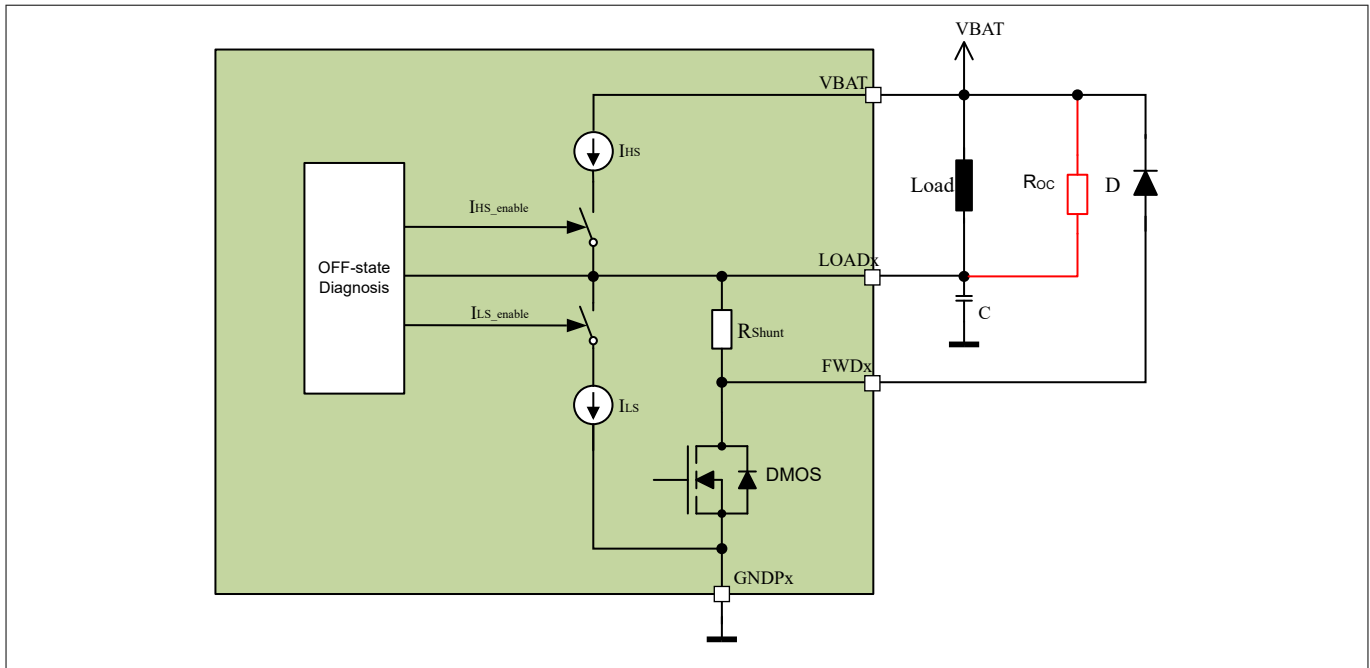 VBAT
VBAT
IHS
Load
ROC
D
IHS_enable
OFF-state
Diagnosis
LOADx
ILS_enable
RShunt
C
FWDx
ILS
DMOS
GNDPx